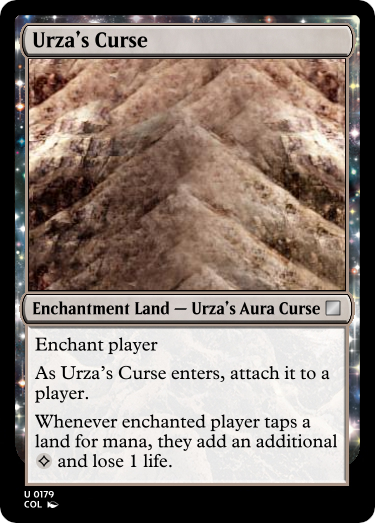 Urza's Curse
Enchantment Land — Urza's Aura Curse
Enchant player
As Urza's Curse enters, attach it to a
player.
Whenever enchanted player taps a
land for mana, they add an additional
and lose 1 life.
U 0179
COL